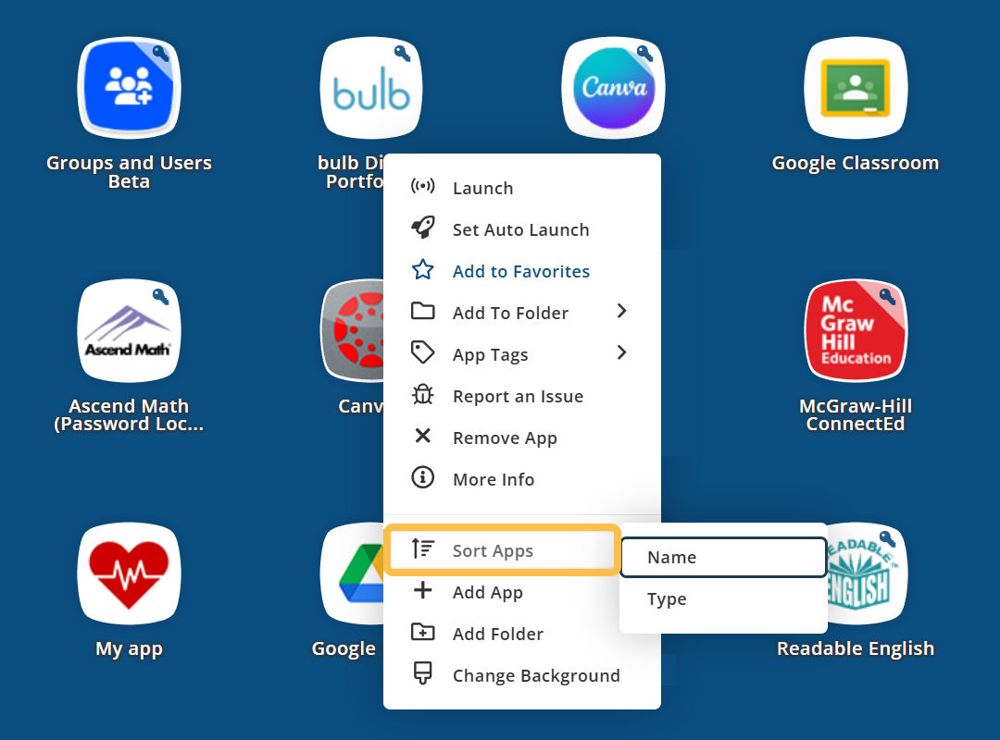 bulb
Canva
Groups and Users
Beta
bulb Di
Portfo
Google Classroom
Launch
Set Auto Launch
Add to Favorites
Add To Folder
App Tags
Report an Issue
Remove App
More Info
Ascend Math
Mc
Graw
Hill
Education
Ascend Math
(Password Loc...
Canv
McGraw-Hill
ConnectEd
Sort Apps
Add App
Add Folder
Change Background
Name
Type
EADABLE
ENGLISH
My app
Google
Readable English